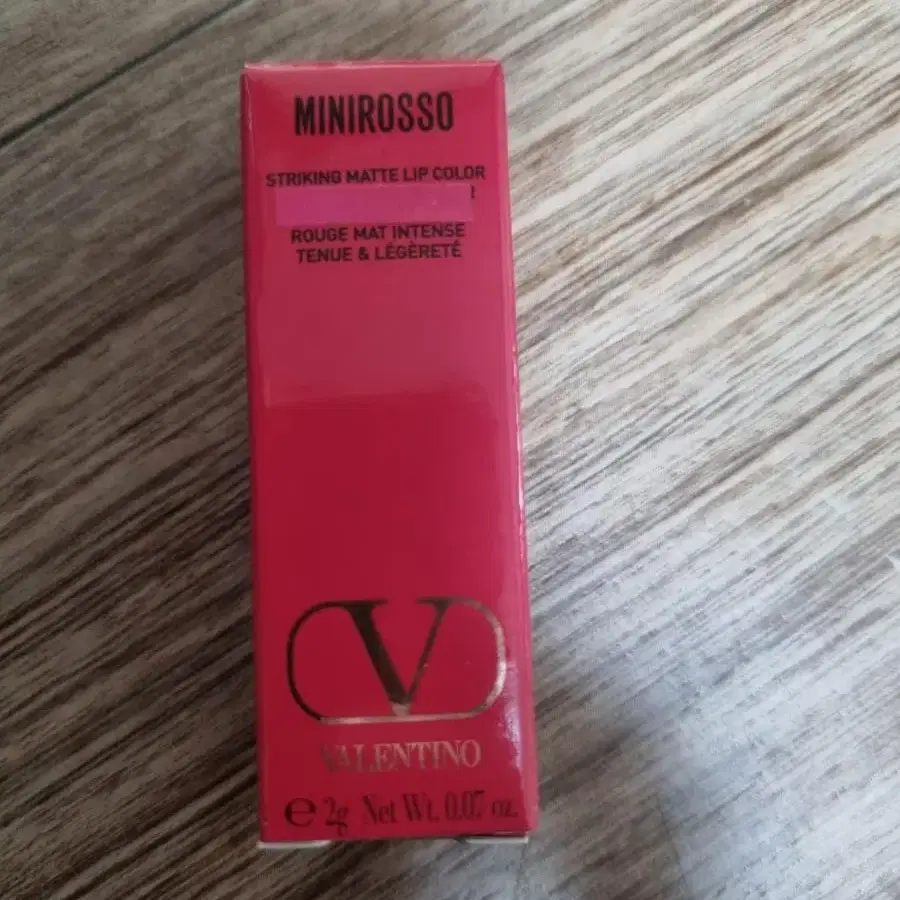 MINIROSSO
STRIKING MATTE LIP COLOR
ROUGE MAT INTENSE
TENUE & LÉGÈRETÉ
V
VALENTINO
℮ 2g Net Wt. 0.07 oz.